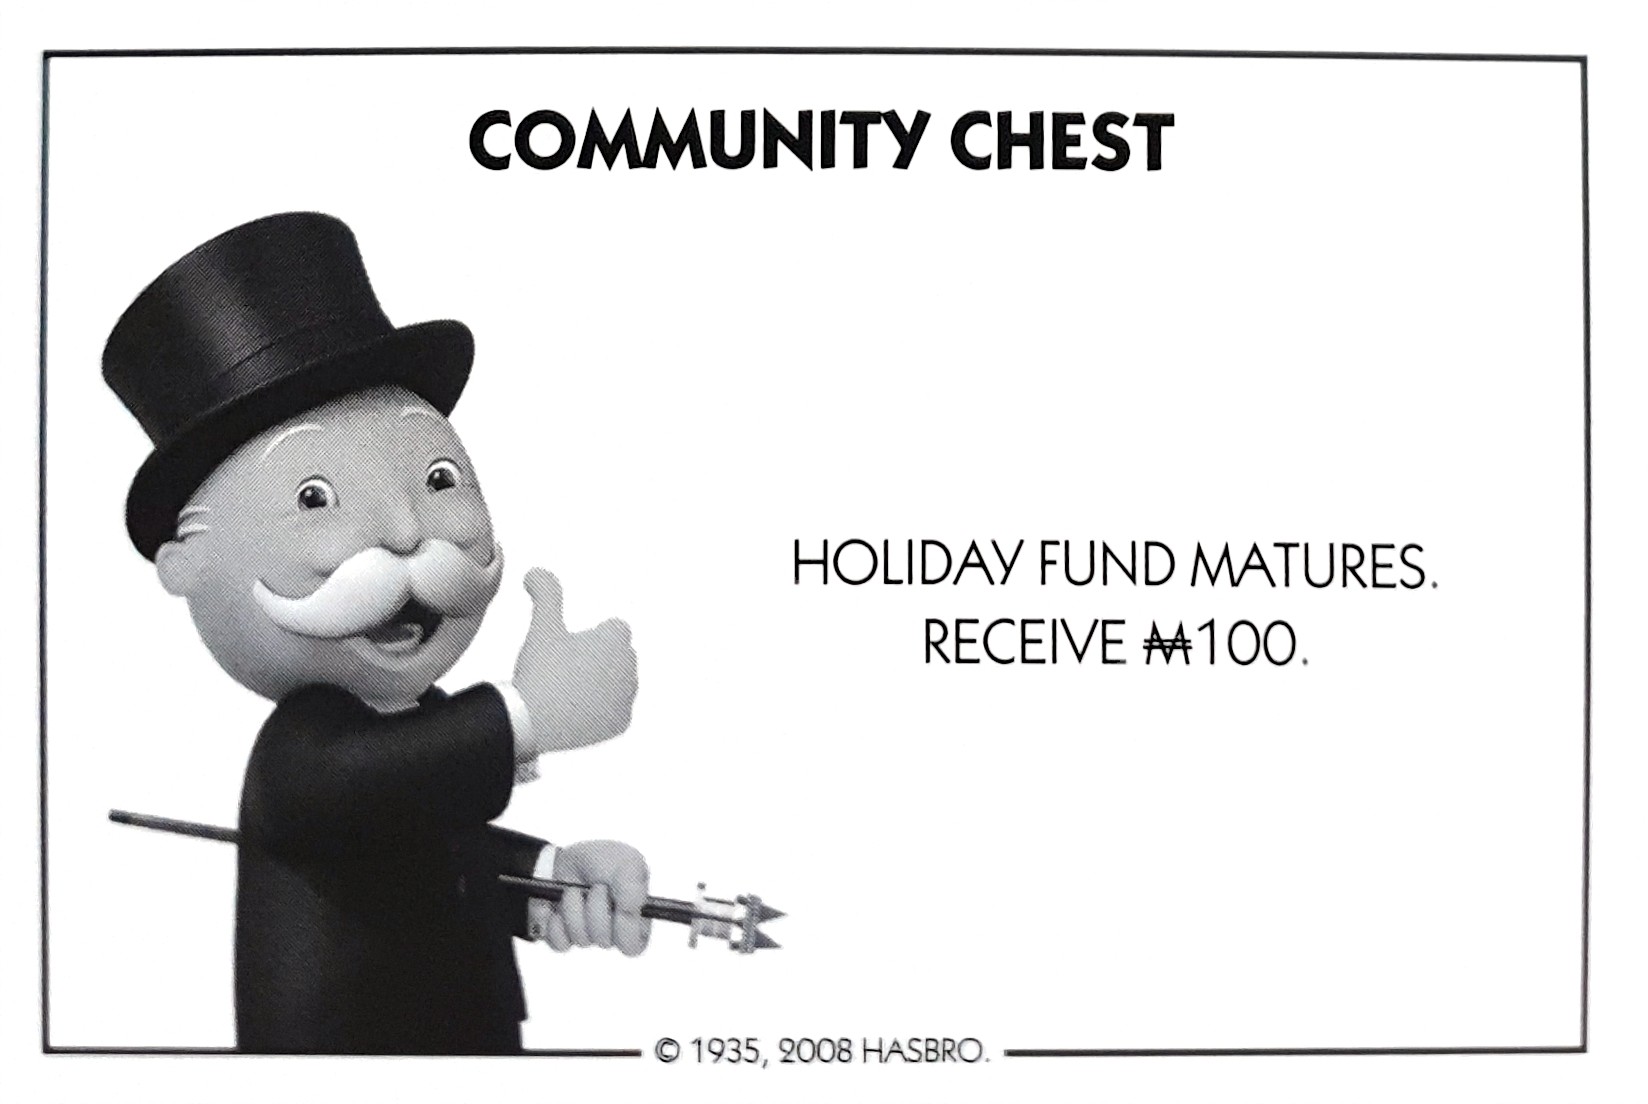 COMMUNITY CHEST
HOLIDAY FUND MATURES.
RECEIVE ₩100.
© 1935, 2008 HASBRO.